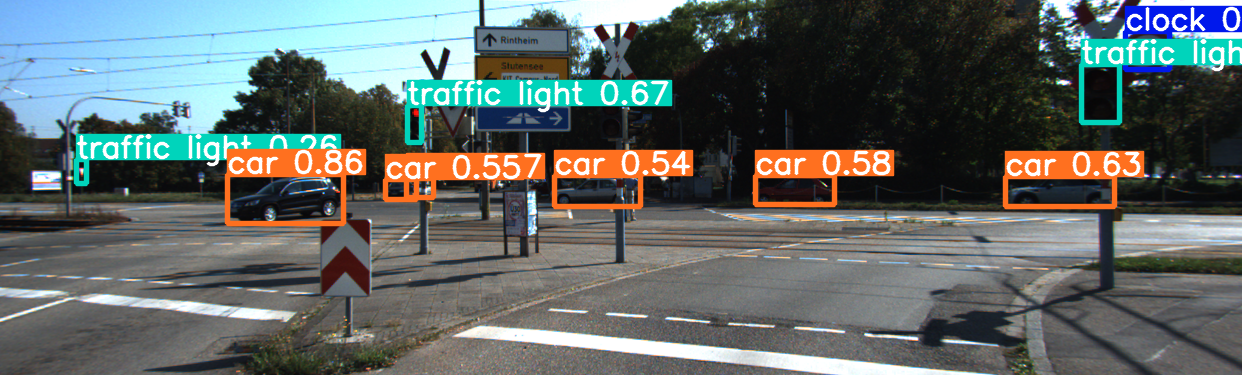 clock 0
traffic ligh
Rintheim
Stutensee
traffic light 0.67
traffic light 0.26
car 0.86
car 0.557
car 0.54
car 0.58
car 0.63